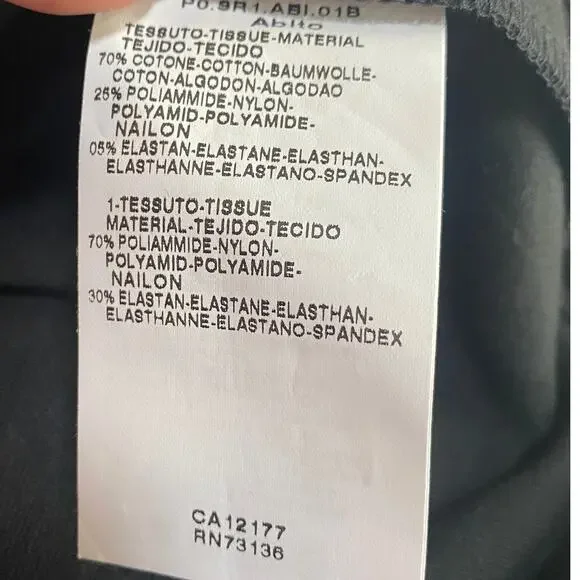 P0.9R1.ABI.01B
Abito
TESSUTO-TISSUE-MATERIAL
TEJIDO-TECIDO
70% COTONE-COTTON-BAUMWOLLE-
COTON-ALGODON-ALGODAO
25% POLIAMMIDE-NYLON-
POLYAMID-POLYAMIDE-
NAILON
05% ELASTAN-ELASTANE-ELASTHAN-
ELASTHANNE-ELASTANO-SPANDEX
1-TESSUTO-TISSUE
MATERIAL-TEJIDO-TECIDO
70% POLIAMMIDE-NYLON-
POLYAMID-POLYAMIDE-
NAILON
30% ELASTAN-ELASTANE-ELASTHAN-
ELASTHANNE-ELASTANO-SPANDEX
CA12177
RN73136